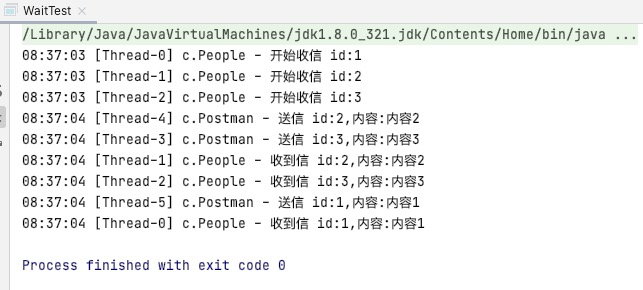 WaitTest
/Library/Java/JavaVirtualMachines/jdk1.8.0_321.jdk/Contents/Home/bin/java ...
08:37:03 [Thread-0] c.People - 开始收信 id:1
08:37:03 [Thread-1] c.People - 开始收信 id:2
08:37:03 [Thread-2] c.People - 开始收信 id:3
08:37:04 [Thread-4] c.Postman - 送信 id:2,内容:内容2
08:37:04 [Thread-3] c.Postman - 送信 id:3,内容:内容3
08:37:04 [Thread-1] c.People - 收到信 id:2,内容:内容2
08:37:04 [Thread-2] c.People - 收到信 id:3,内容:内容3
08:37:04 [Thread-5] c.Postman - 送信 id:1,内容:内容1
08:37:04 [Thread-0] c.People - 收到信 id:1,内容:内容1
Process finished with exit code 0